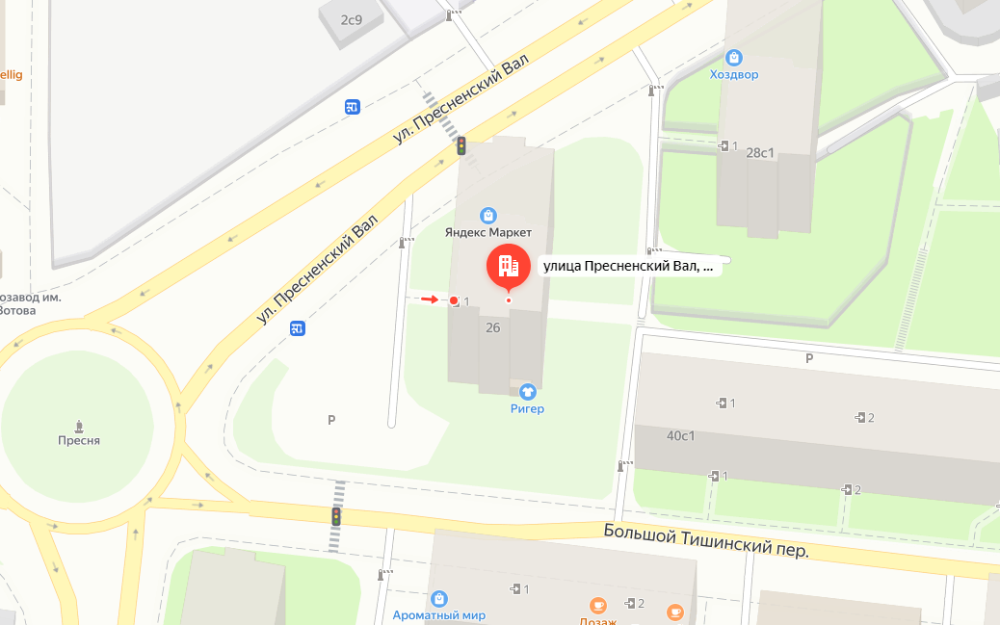 2с9
ellig
ул. Пресненский Вал
Хоздвор
1
28с1
Яндекс Маркет
ул. Пресненский Вал
улица Пресненский Вал, ...
озавод им.
Зотова
1
26
P
Ригер
P
1
2
Пресня
40с1
1
2
Большой Тишинский пер.
1
2
Ароматный мир
Дозаж